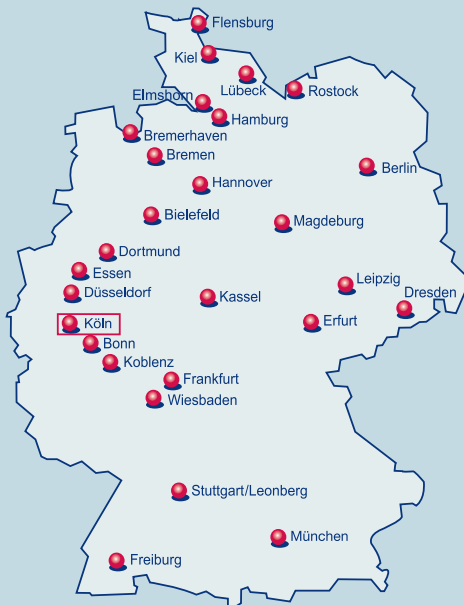 Flensburg
Kiel
Lübeck
Rostock
Elmshorn
Hamburg
Bremerhaven
Bremen
Berlin
Hannover
Bielefeld
Magdeburg
Dortmund
Essen
Düsseldorf
Kassel
Leipzig
Dresden
Köln
Erfurt
Bonn
Koblenz
Frankfurt
Wiesbaden
Stuttgart/Leonberg
München
Freiburg